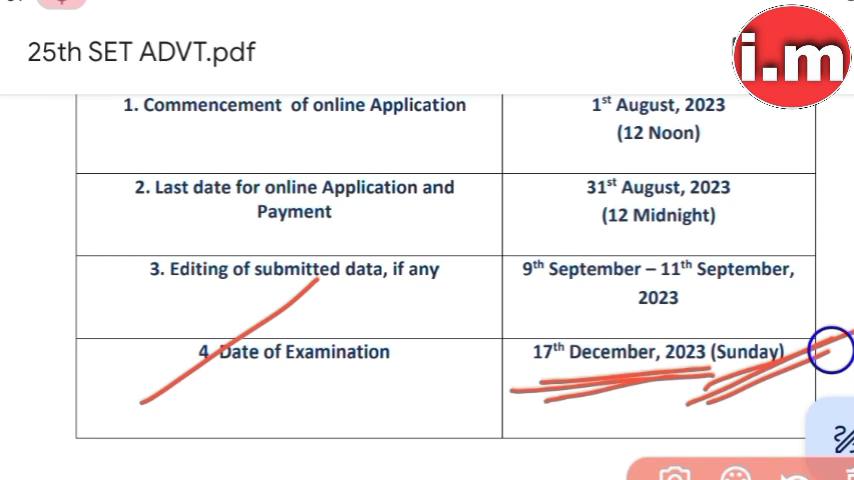 25th SET ADVT.pdf
i.m
1. Commencement of online Application
1st August, 2023
(12 Noon)
2. Last date for online Application and
Payment
31st August, 2023
(12 Midnight)
3. Editing of submitted data, if any
9th September – 11th September,
2023
4. Date of Examination
17th December, 2023 (Sunday)